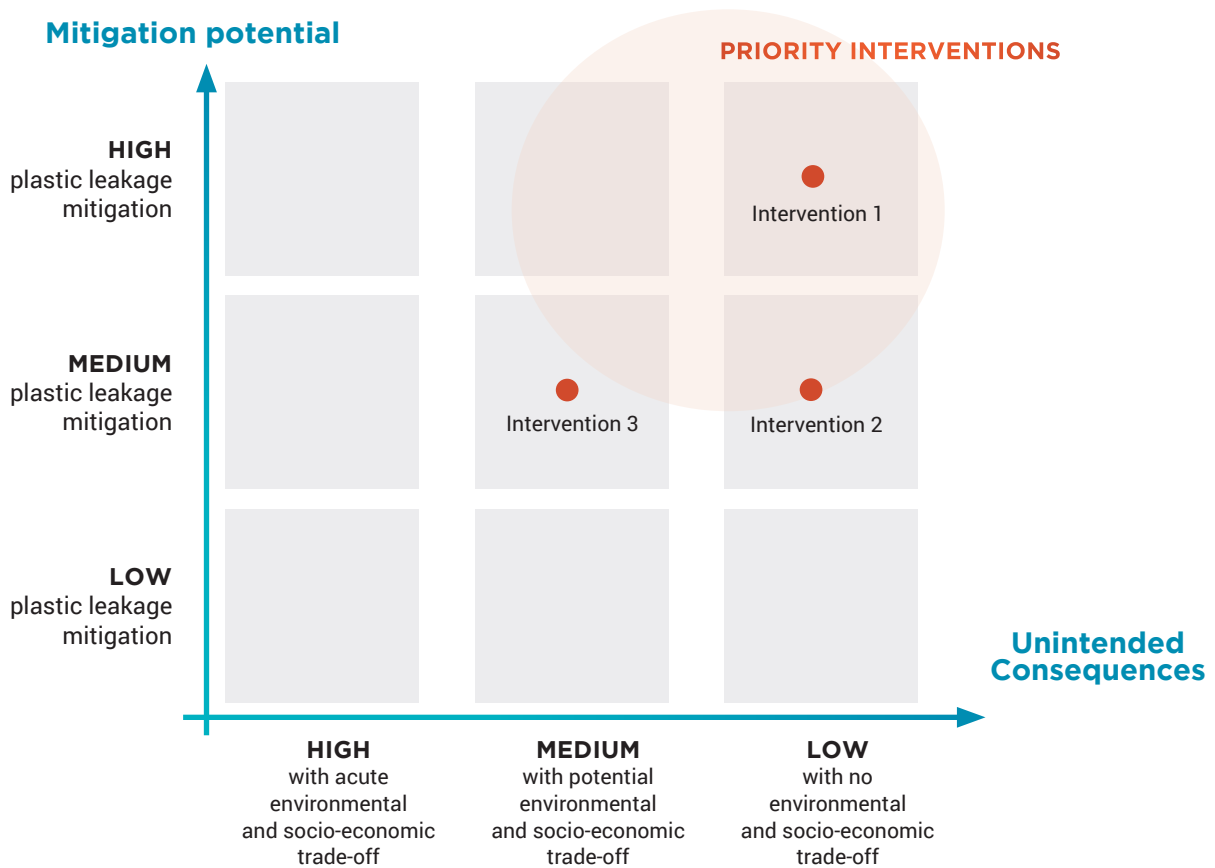 Mitigation potential
PRIORITY INTERVENTIONS
HIGH
plastic leakage
mitigation
Intervention 1
MEDIUM
plastic leakage
mitigation
Intervention 3
Intervention 2
LOW
plastic leakage
mitigation
Unintended
Consequences
HIGH
with acute
environmental
and socio-economic
trade-off
MEDIUM
with potential
environmental
and socio-economic
trade-off
LOW
with no
environmental
and socio-economic
trade-off